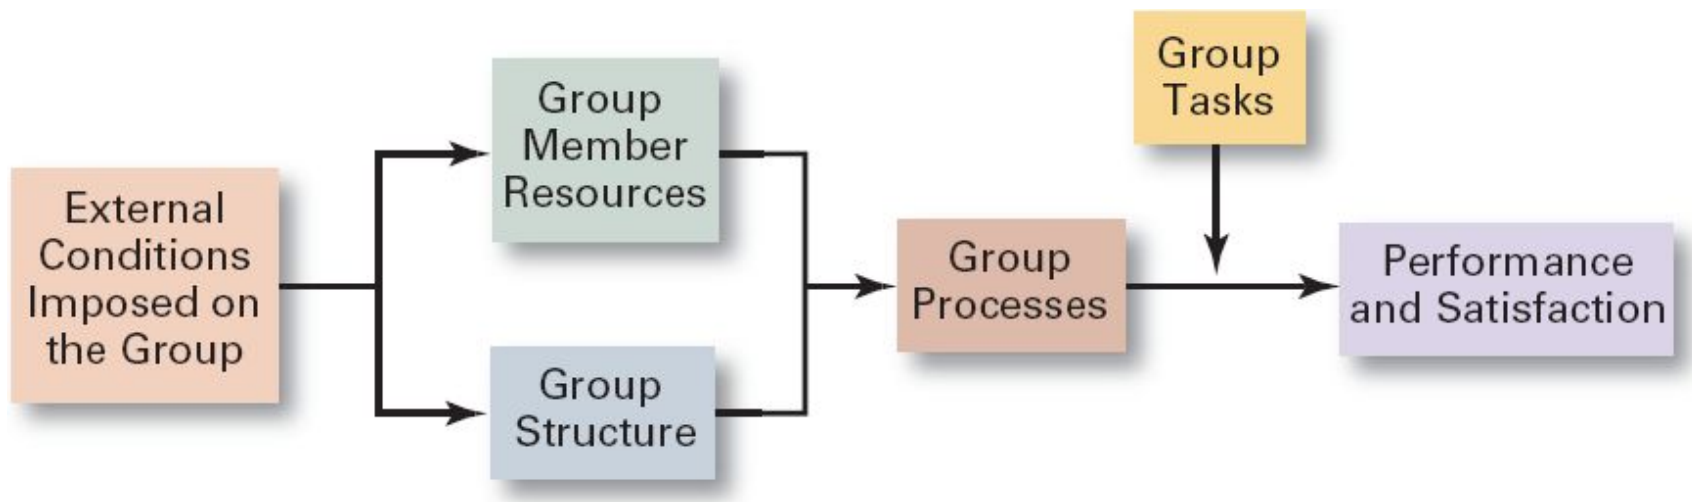 External
Conditions
Imposed on
the Group
Group
Member
Resources
Group
Structure
Group
Processes
Group
Tasks
Performance
and Satisfaction